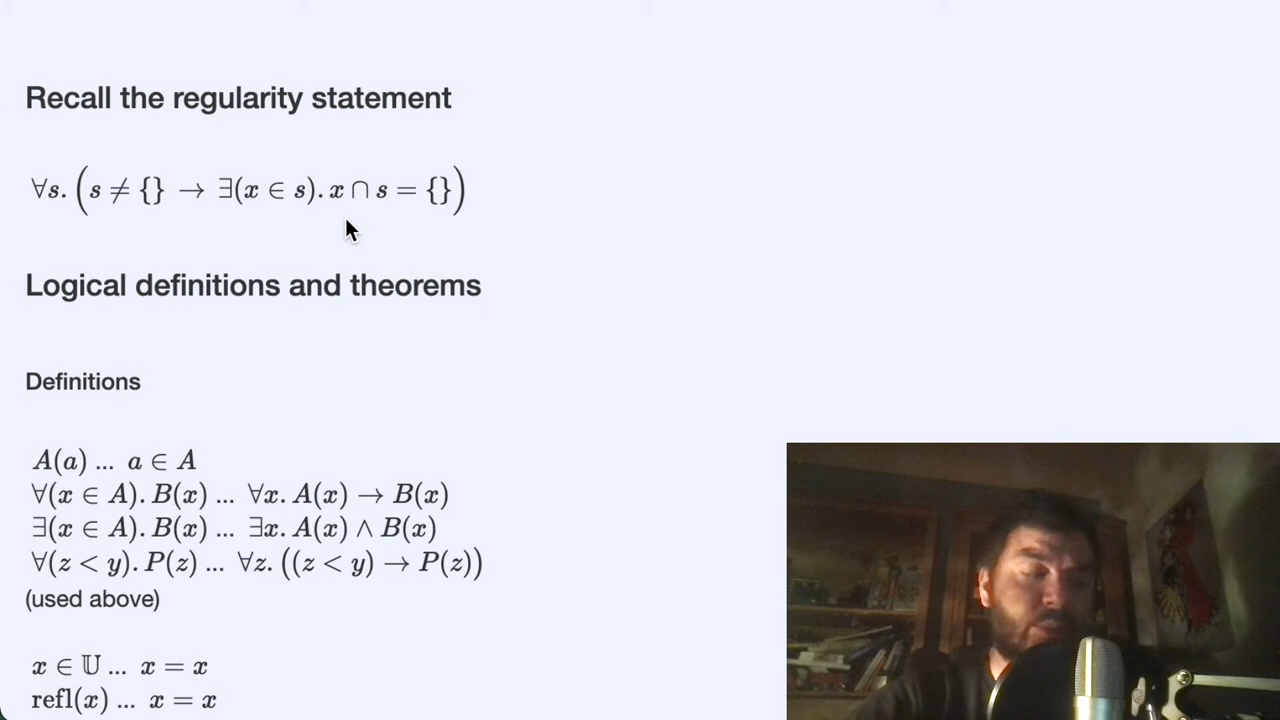 Recall the regularity statement
∀s. (s ≠ {} → ∃(x ∈ s). x ∩ s = {})
Logical definitions and theorems
Definitions
A(a) ... a ∈ A
∀(x ∈ A). B(x) ... ∀x. A(x) → B(x)
∃(x ∈ A). B(x) ... ∃x. A(x) ∧ B(x)
∀(z < y). P(z) ... ∀z. ((z < y) → P(z))
(used above)
x ∈ 𝕌 ... x = x
refl(x) ... x = x